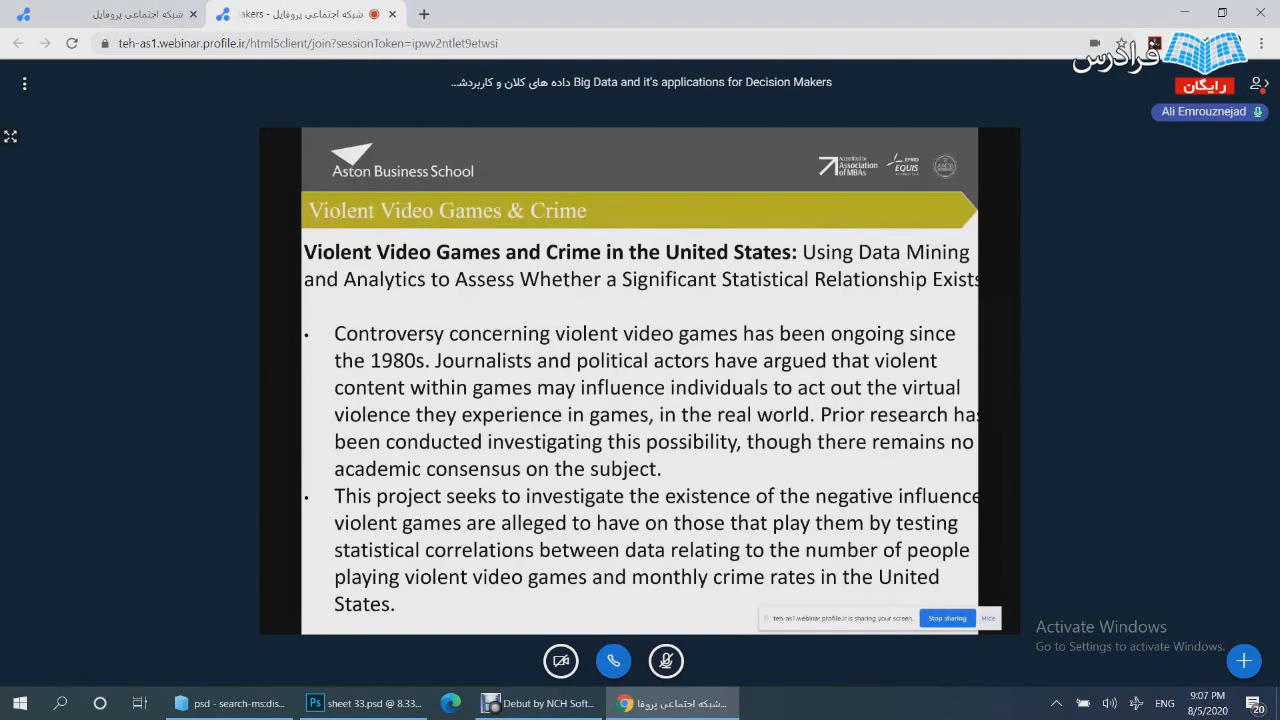 شبکه اجتماعی پروفایل
akers - شبکه اجتماعی پروفایل
teh-as1.webinar.profile.ir/html5client/join?sessionToken=ipwv2ntlet9etwsi
فرادرس
رایگان
Big Data and it's applications for Decision Makers داده های کلان و کاربردش...
Ali Emrouznejad
Aston Business School
Accredited by
Association
of MBAs
EFMD
EQUIS
Violent Video Games & Crime
Violent Video Games and Crime in the United States: Using Data Mining
and Analytics to Assess Whether a Significant Statistical Relationship Exists
• Controversy concerning violent video games has been ongoing since
the 1980s. Journalists and political actors have argued that violent
content within games may influence individuals to act out the virtual
violence they experience in games, in the real world. Prior research has
been conducted investigating this possibility, though there remains no
academic consensus on the subject.
• This project seeks to investigate the existence of the negative influence
violent games are alleged to have on those that play them by testing
statistical correlations between data relating to the number of people
playing violent video games and monthly crime rates in the United
States.
teh-as1.webinar.profile.ir is sharing your screen.
Stop sharing
Hide
Activate Windows
Go to Settings to activate Windows.
psd - search-ms:dis...
Ps
sheet 33.psd @ 8.33...
Debut by NCH Soft...
شبکه اجتماعی پروفا...
ENG
9:07 PM
8/5/2020
20